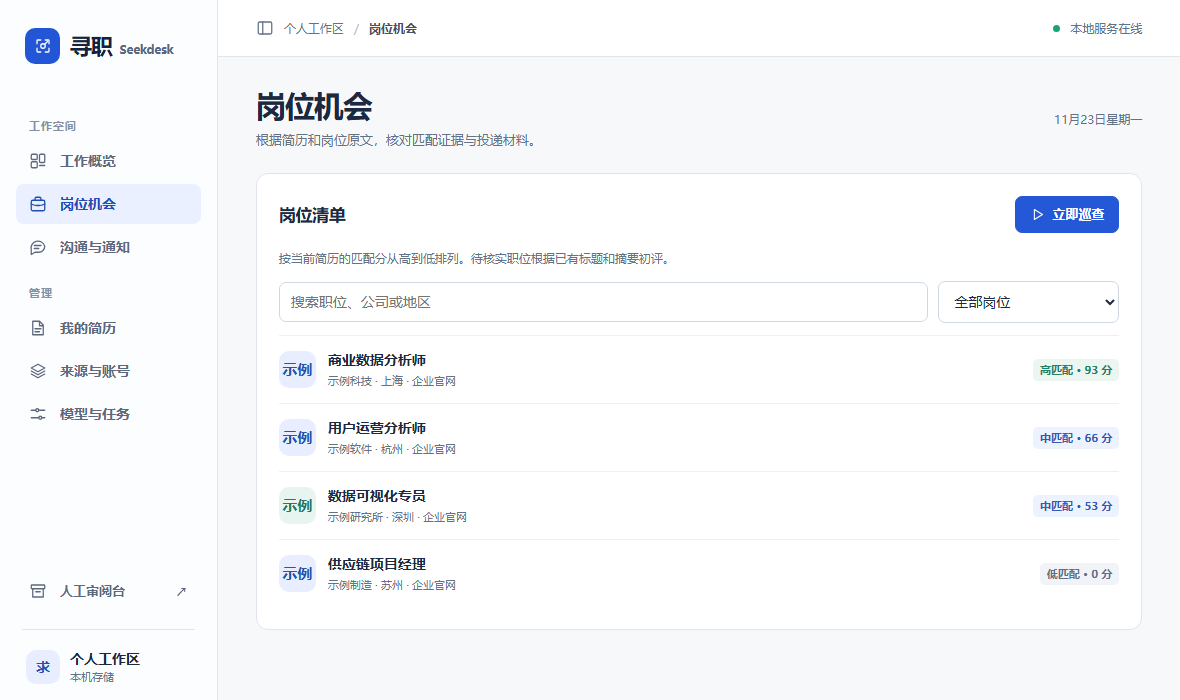 寻职 Seekdesk
工作空间
工作概览
岗位机会
沟通与通知
管理
我的简历
来源与账号
模型与任务
人工审阅台 ↗
求
个人工作区
本机存储
个人工作区 / 岗位机会
本地服务在线
岗位机会
根据简历和岗位原文，核对匹配证据与投递材料。
11月23日星期一
岗位清单
立即巡查
按当前简历的匹配分从高到低排列。待核实职位根据已有标题和摘要初评。
搜索职位、公司或地区
全部岗位
示例
商业数据分析师
示例科技 · 上海 · 企业官网
高匹配 • 93 分
示例
用户运营分析师
示例软件 · 杭州 · 企业官网
中匹配 • 66 分
示例
数据可视化专员
示例研究所 · 深圳 · 企业官网
中匹配 • 53 分
示例
供应链项目经理
示例制造 · 苏州 · 企业官网
低匹配 • 0 分